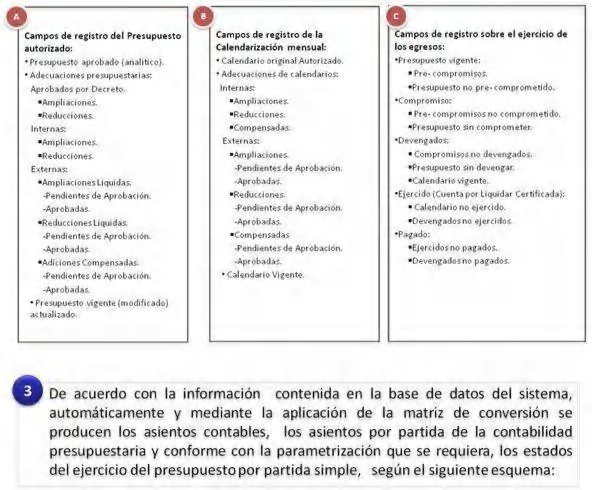 A
Campos de registro del Presupuesto
autorizado:
• Presupuesto aprobado (analítico).
• Adecuaciones presupuestarias:
Aprobados por Decreto.
▪Ampliaciones.
▪Reducciones.
Internas:
▪Ampliaciones.
▪Reducciones.
Externas:
▪Ampliaciones Liquidas.
-Pendientes de Aprobación.
-Aprobadas.
▪Reducciones Liquidas.
-Pendientes de Aprobación.
-Aprobadas.
▪Adiciones Compensadas.
-Pendientes de Aprobación.
-Aprobadas.
• Presupuesto vigente (modificado)
actualizado.
B
Campos de registro de la
Calendarización mensual:
• Calendario original Autorizado.
• Adecuaciones de calendarios:
Internas:
▪Ampliaciones.
▪Reducciones.
▪Compensadas.
Externas:
▪Ampliaciones.
-Pendientes de Aprobación.
-Aprobadas.
▪Reducciones.
-Pendientes de Aprobación.
-Aprobadas.
▪Compensadas
-Pendientes de Aprobación.
-Aprobadas.
• Calendario Vigente.
C
Campos de registro sobre el ejercicio de
los egresos:
•Presupuesto vigente:
▪ Pre- compromisos.
▪Presupuesto no pre- comprometido.
•Compromiso:
▪ Pre- compromisos no comprometido.
▪Presupuesto sin comprometer.
•Devengados:
▪ Compromisos no devengados.
▪Presupuesto sin devengar.
▪Calendario vigente.
•Ejercido (Cuenta por Liquidar Certificada):
▪ Calendario no ejercido.
▪Devengados no ejercidos.
•Pagado:
▪Ejercidos no pagados.
▪Devengados no pagados.
3
De acuerdo con la información contenida en la base de datos del sistema,
automáticamente y mediante la aplicación de la matriz de conversión se
producen los asientos contables, los asientos por partida de la contabilidad
presupuestaria y conforme con la parametrización que se requiera, los estados
del ejercicio del presupuesto por partida simple, según el siguiente esquema: